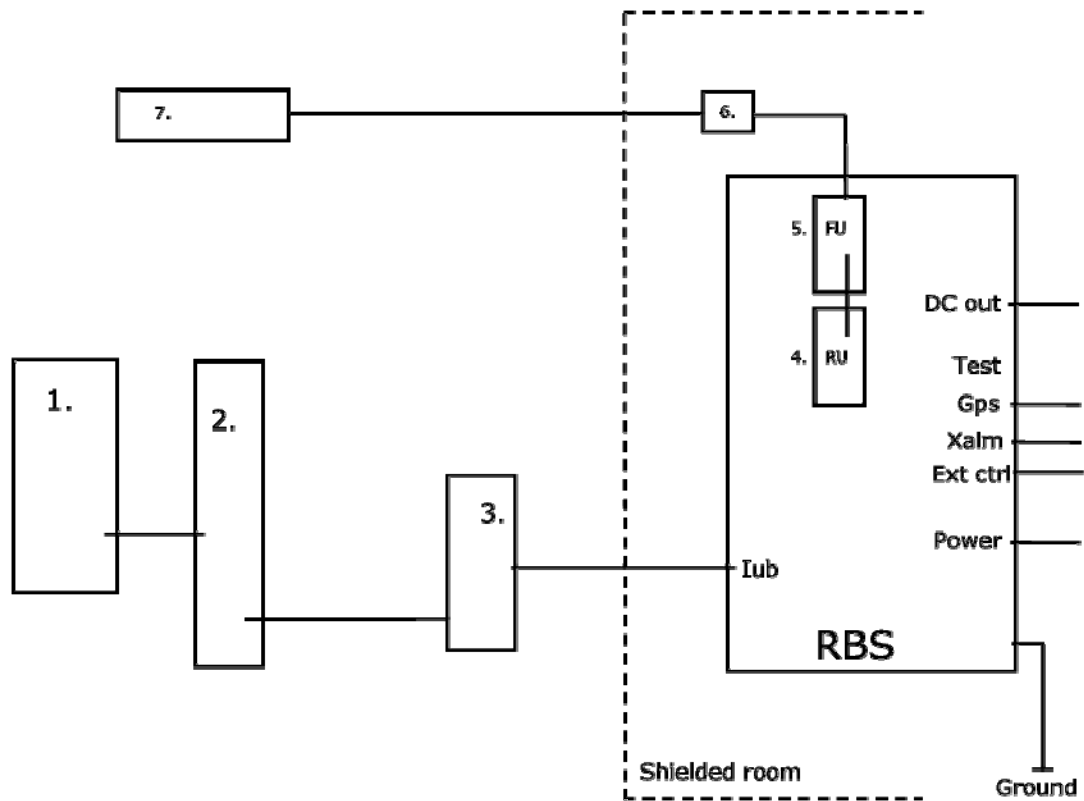 7.
6.
5. FU
DC out
4. RU
Test
1.
Gps
2.
Xalm
Ext ctrl
3.
Power
Iub
RBS
Shielded room
Ground